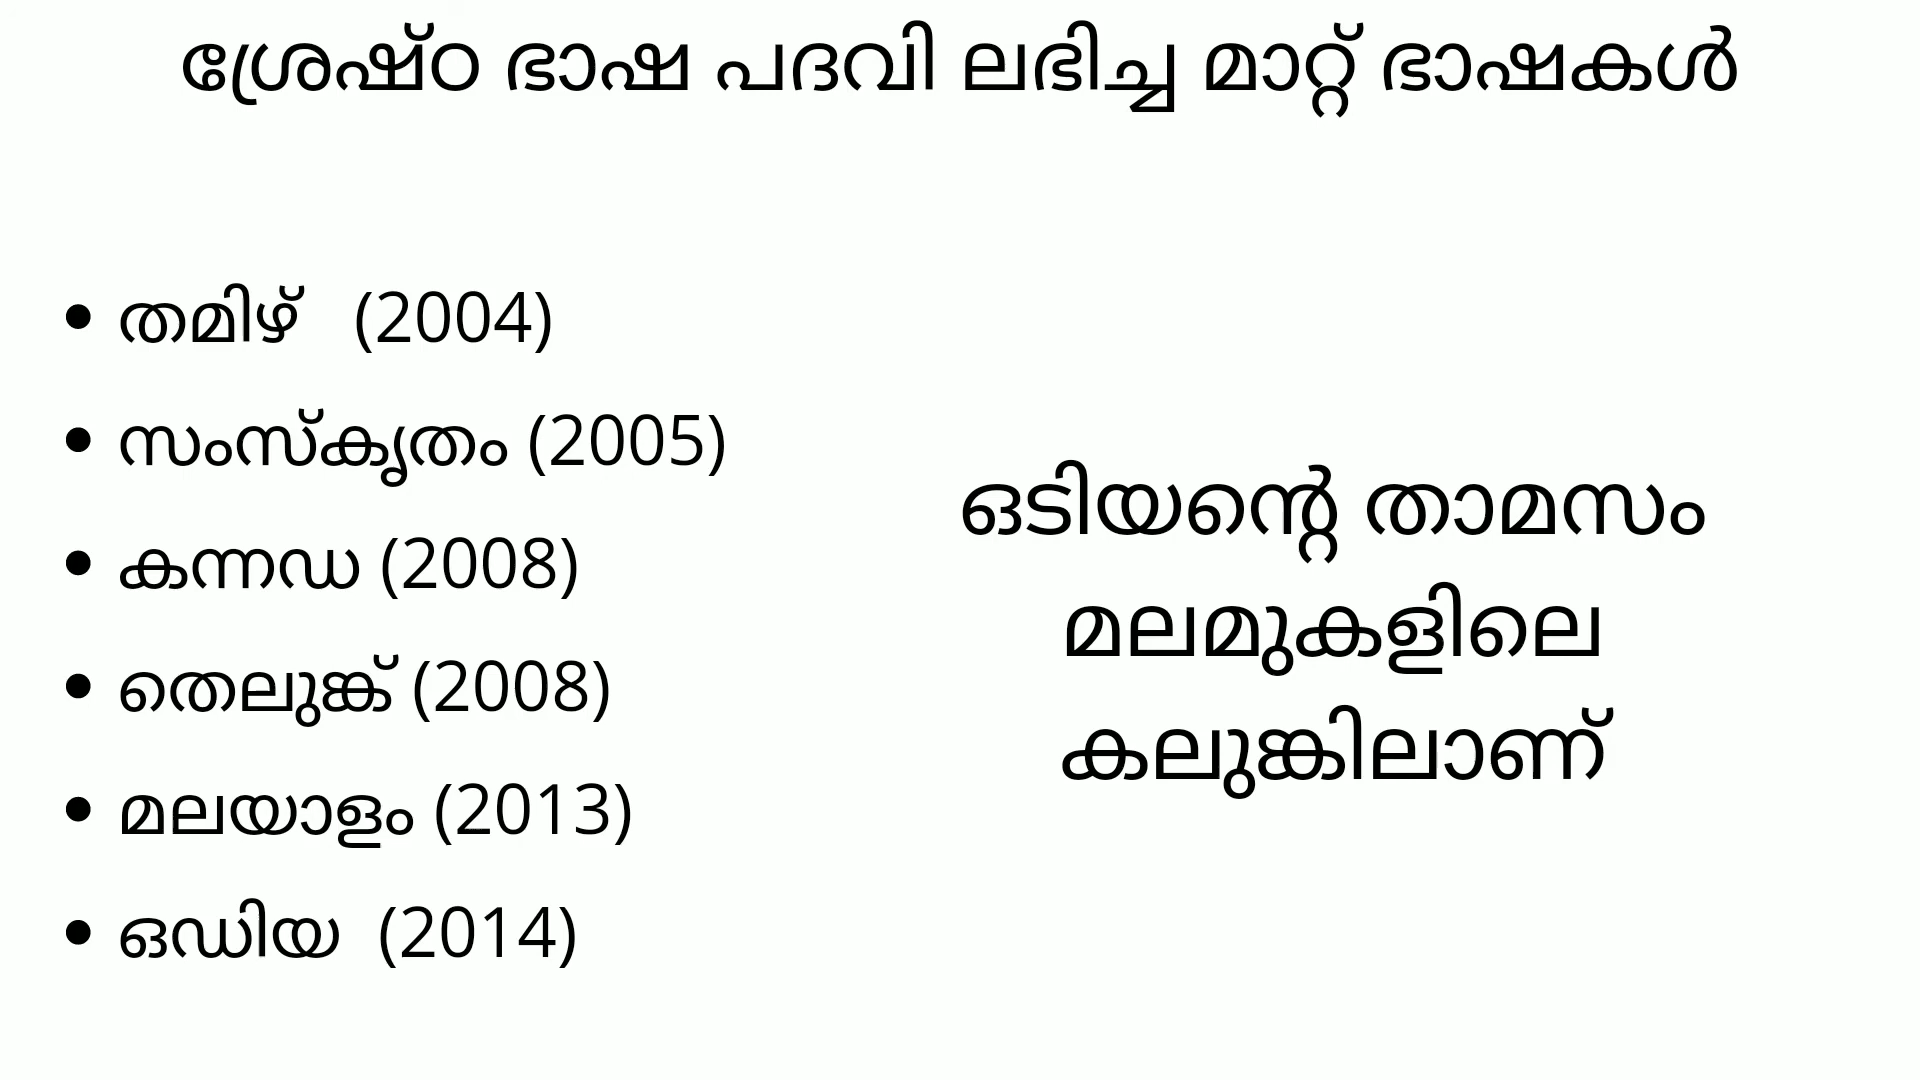 ശ്രേഷ്ഠ ഭാഷ പദവി ലഭിച്ച മാറ്റ് ഭാഷകൾ
• തമിഴ് (2004)
• സംസ്കൃതം (2005)
• കന്നഡ (2008)
• തെലുങ്ക് (2008)
• മലയാളം (2013)
• ഒഡിയ (2014)
ഒടിയന്റെ താമസം
മലമുകളിലെ
കലുങ്കിലാണ്